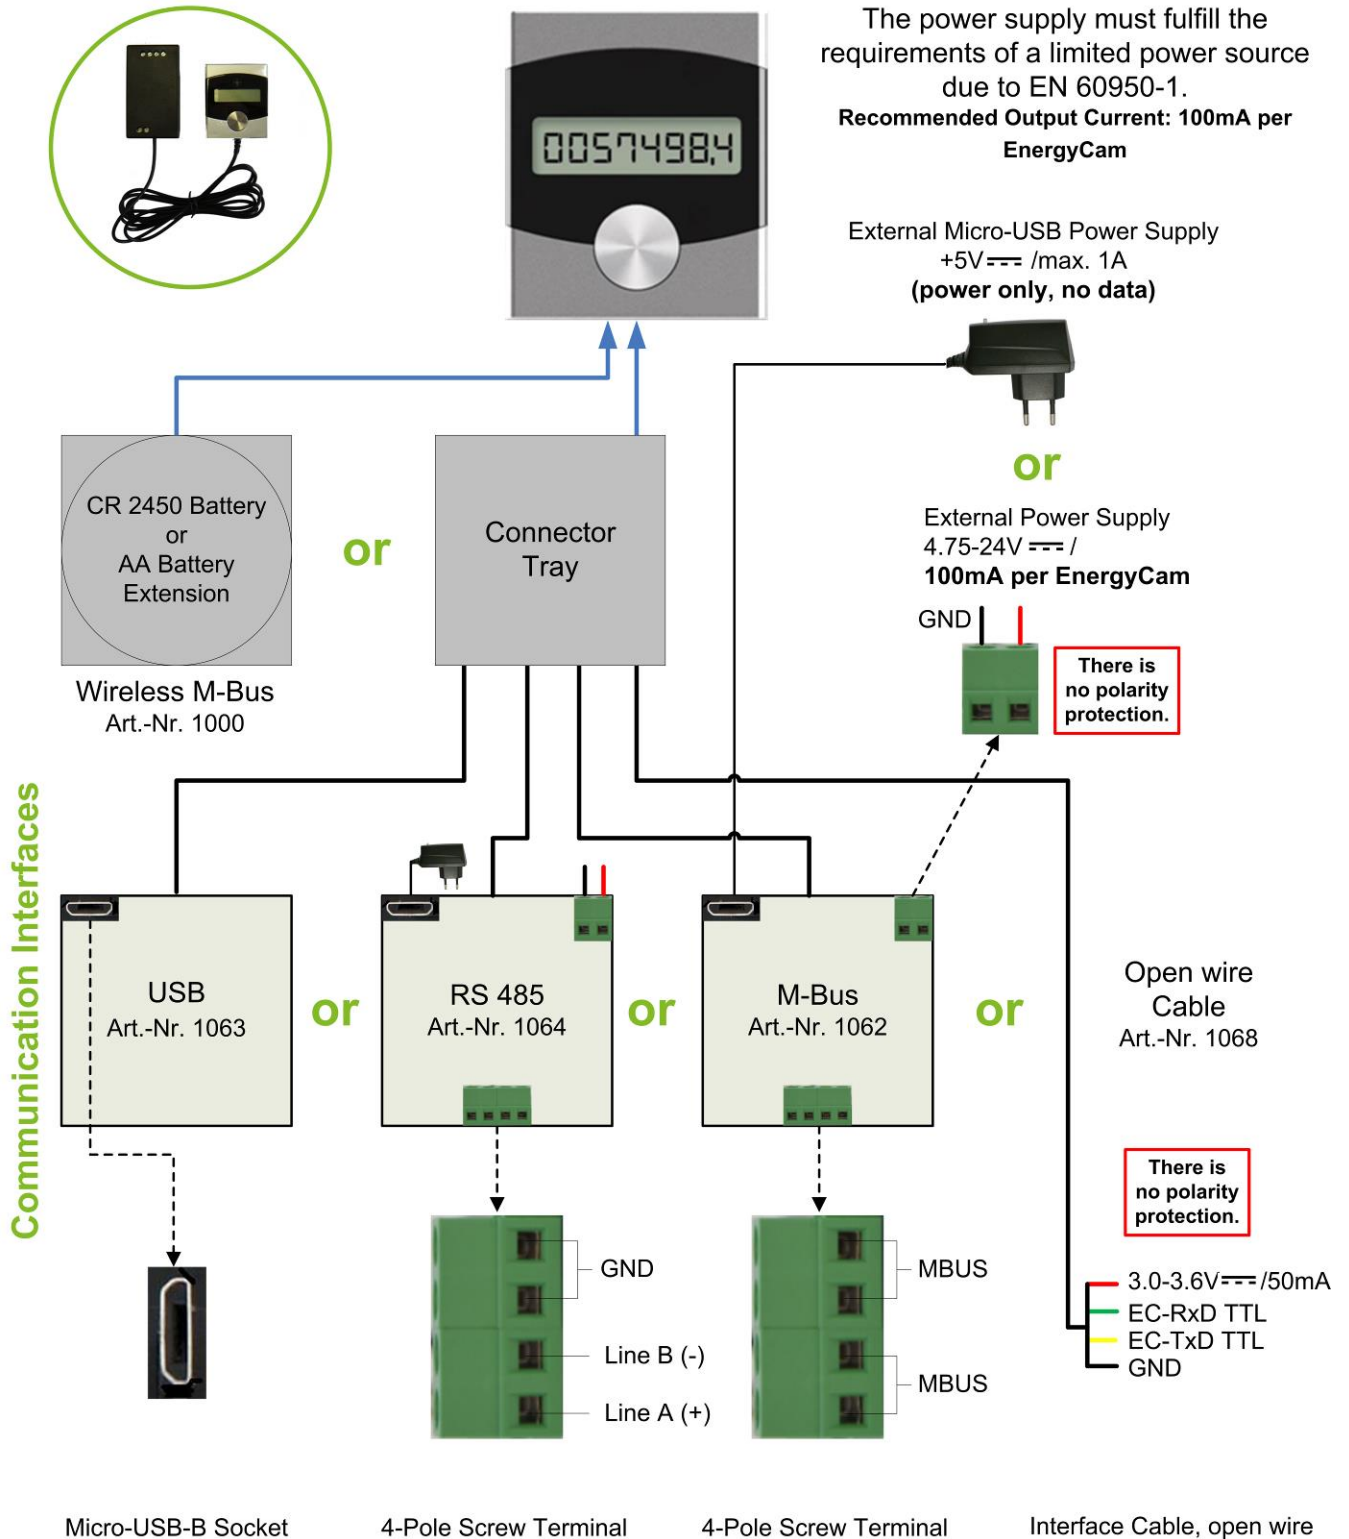 The power supply must fulfill the
requirements of a limited power source
due to EN 60950-1.
Recommended Output Current: 100mA per
EnergyCam
0057498,4
External Micro-USB Power Supply
+5V /max. 1A
(power only, no data)
or
CR 2450 Battery
or
AA Battery
Extension
or
Connector
Tray
External Power Supply
4.75-24V /
100mA per EnergyCam
GND
There is
no polarity
protection.
Wireless M-Bus
Art.-Nr. 1000
Communication Interfaces
USB
Art.-Nr. 1063
or
RS 485
Art.-Nr. 1064
or
M-Bus
Art.-Nr. 1062
or
Open wire
Cable
Art.-Nr. 1068
There is
no polarity
protection.
GND
Line B (-)
Line A (+)
MBUS
MBUS
3.0-3.6V /50mA
EC-RxD TTL
EC-TxD TTL
GND
Micro-USB-B Socket
4-Pole Screw Terminal
4-Pole Screw Terminal
Interface Cable, open wire